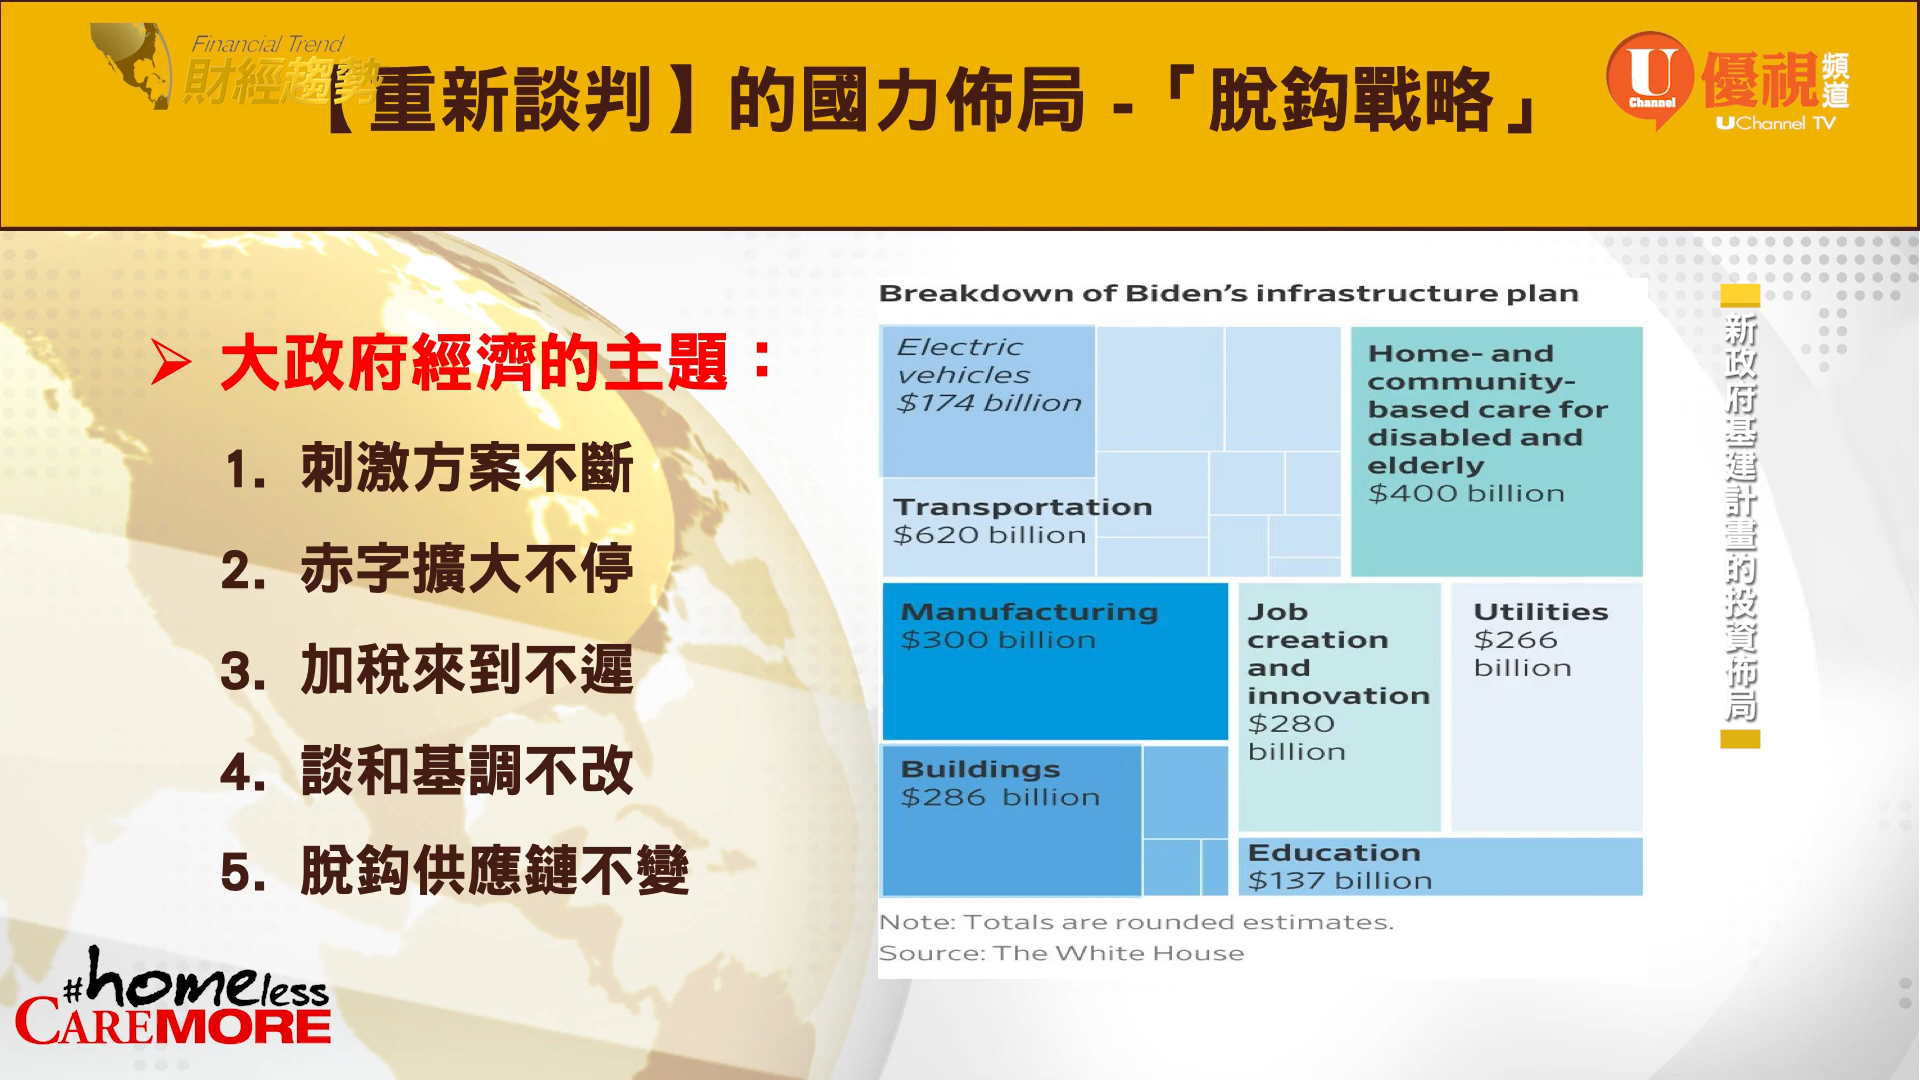 Financial Trend
財經趨勢
【重新談判】的國力佈局 -「脫鈎戰略」
U
Channel
優視
頻道
UChannel TV
➢ 大政府經濟的主題：
1. 刺激方案不斷
2. 赤字擴大不停
3. 加稅來到不遲
4. 談和基調不改
5. 脫鈎供應鏈不變
Breakdown of Biden’s infrastructure plan
Electric
vehicles
$174 billion
Transportation
$620 billion
Home- and
community-
based care for
disabled and
elderly
$400 billion
Manufacturing
$300 billion
Job
creation
and
innovation
$280
billion
Utilities
$266
billion
Buildings
$286 billion
Education
$137 billion
Note: Totals are rounded estimates.
Source: The White House
新政府基建計畫的投資佈局
#homeless
CAREMORE